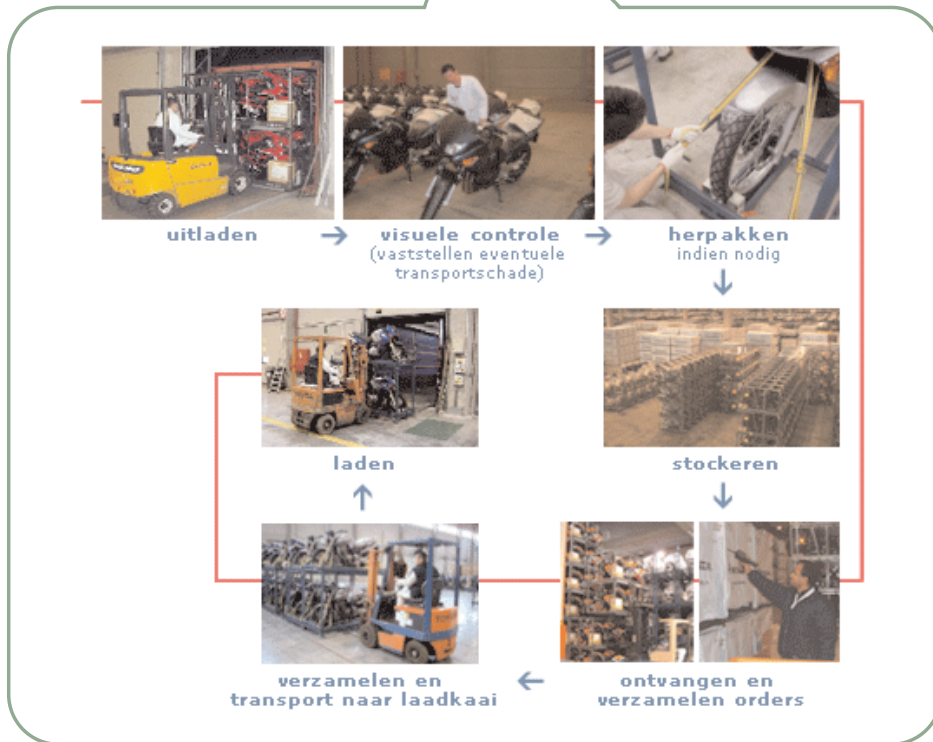 uitladen
visuele controle
(vaststellen eventuele
transportschade)
herpakken
indien nodig
stockeren
ontvangen en
verzamelen orders
verzamelen en
transport naar laadkaai
laden